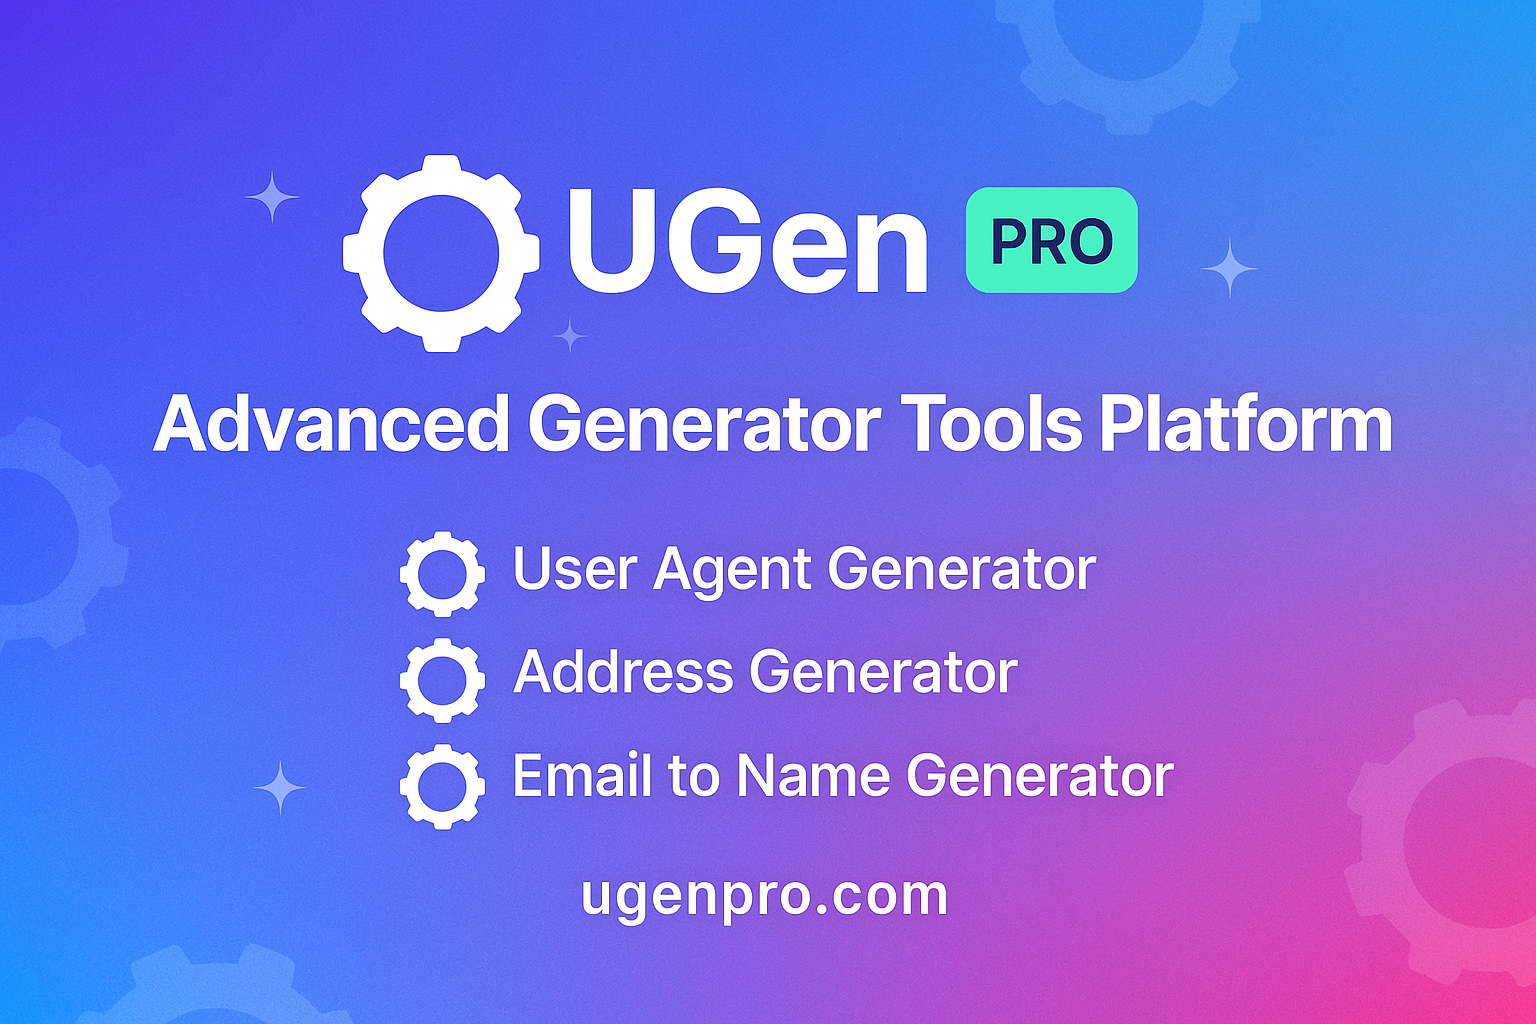 UGen PRO
Advanced Generator Tools Platform
User Agent Generator
Address Generator
Email to Name Generator
ugenpro.com